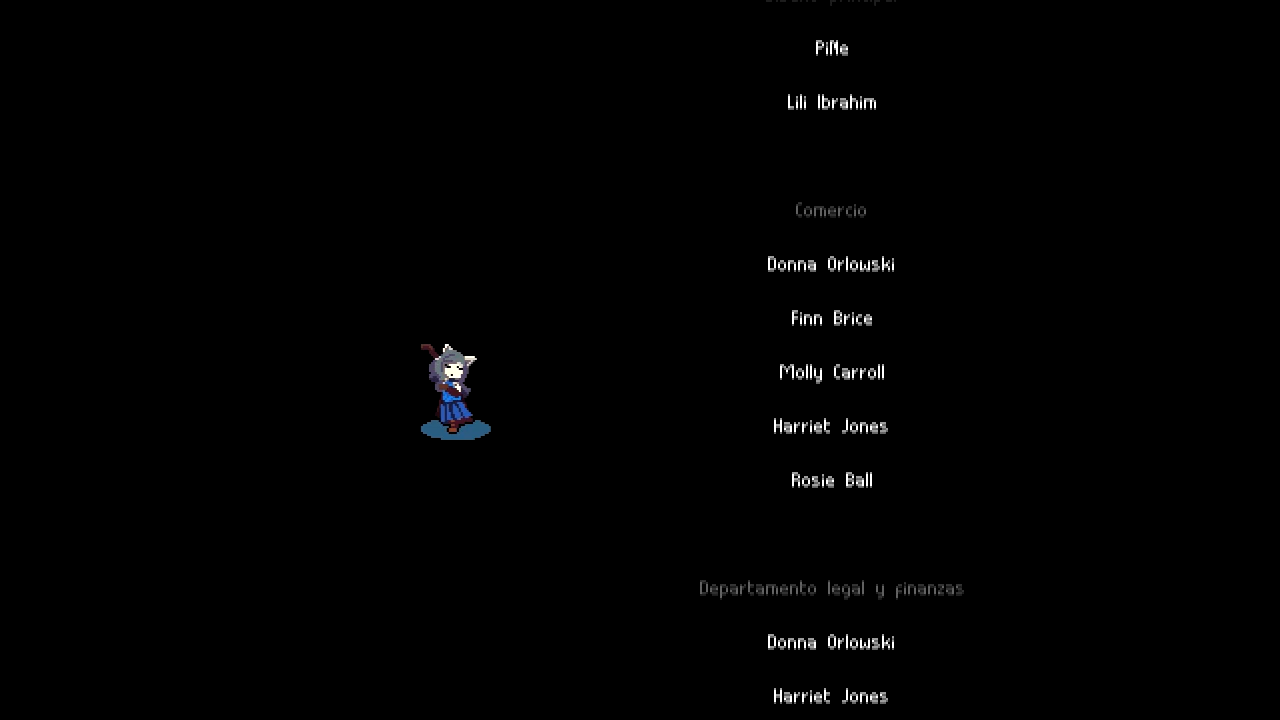 PiNe
Lili Ibrahim
Comercio
Donna Orlowski
Finn Brice
Molly Carroll
Harriet Jones
Rosie Ball
Departamento legal y finanzas
Donna Orlowski
Harriet Jones